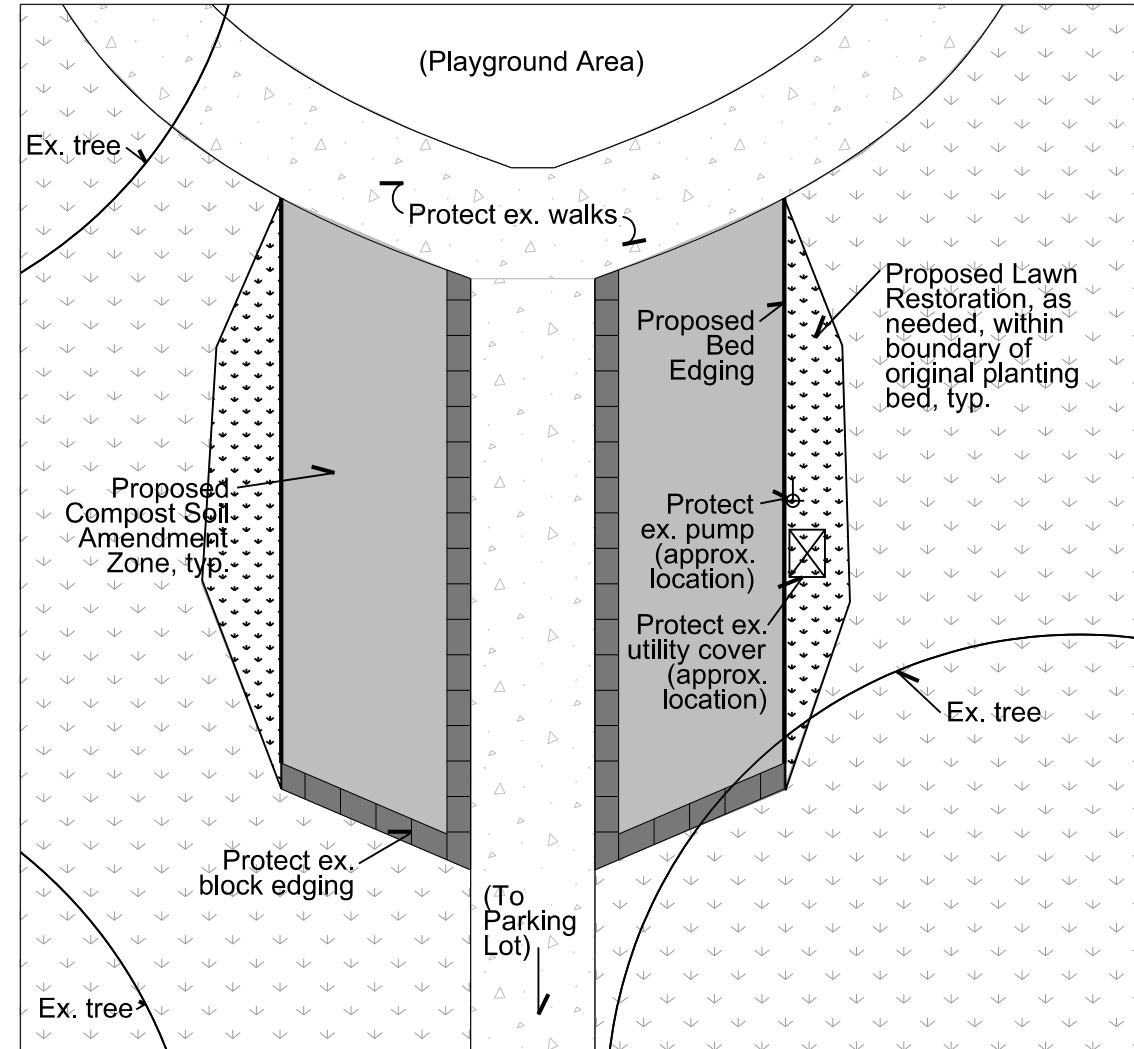 (Playground Area)
Ex. tree
Protect ex. walks
Proposed Lawn
Restoration, as
needed, within
boundary of
original planting
bed, typ.
Proposed
Bed
Edging
Proposed
Compost Soil
Amendment
Zone, typ.
Protect
ex. pump
(approx.
location)
Protect ex.
utility cover
(approx.
location)
Ex. tree
Protect ex.
block edging
(To
Parking
Lot)
Ex. tree